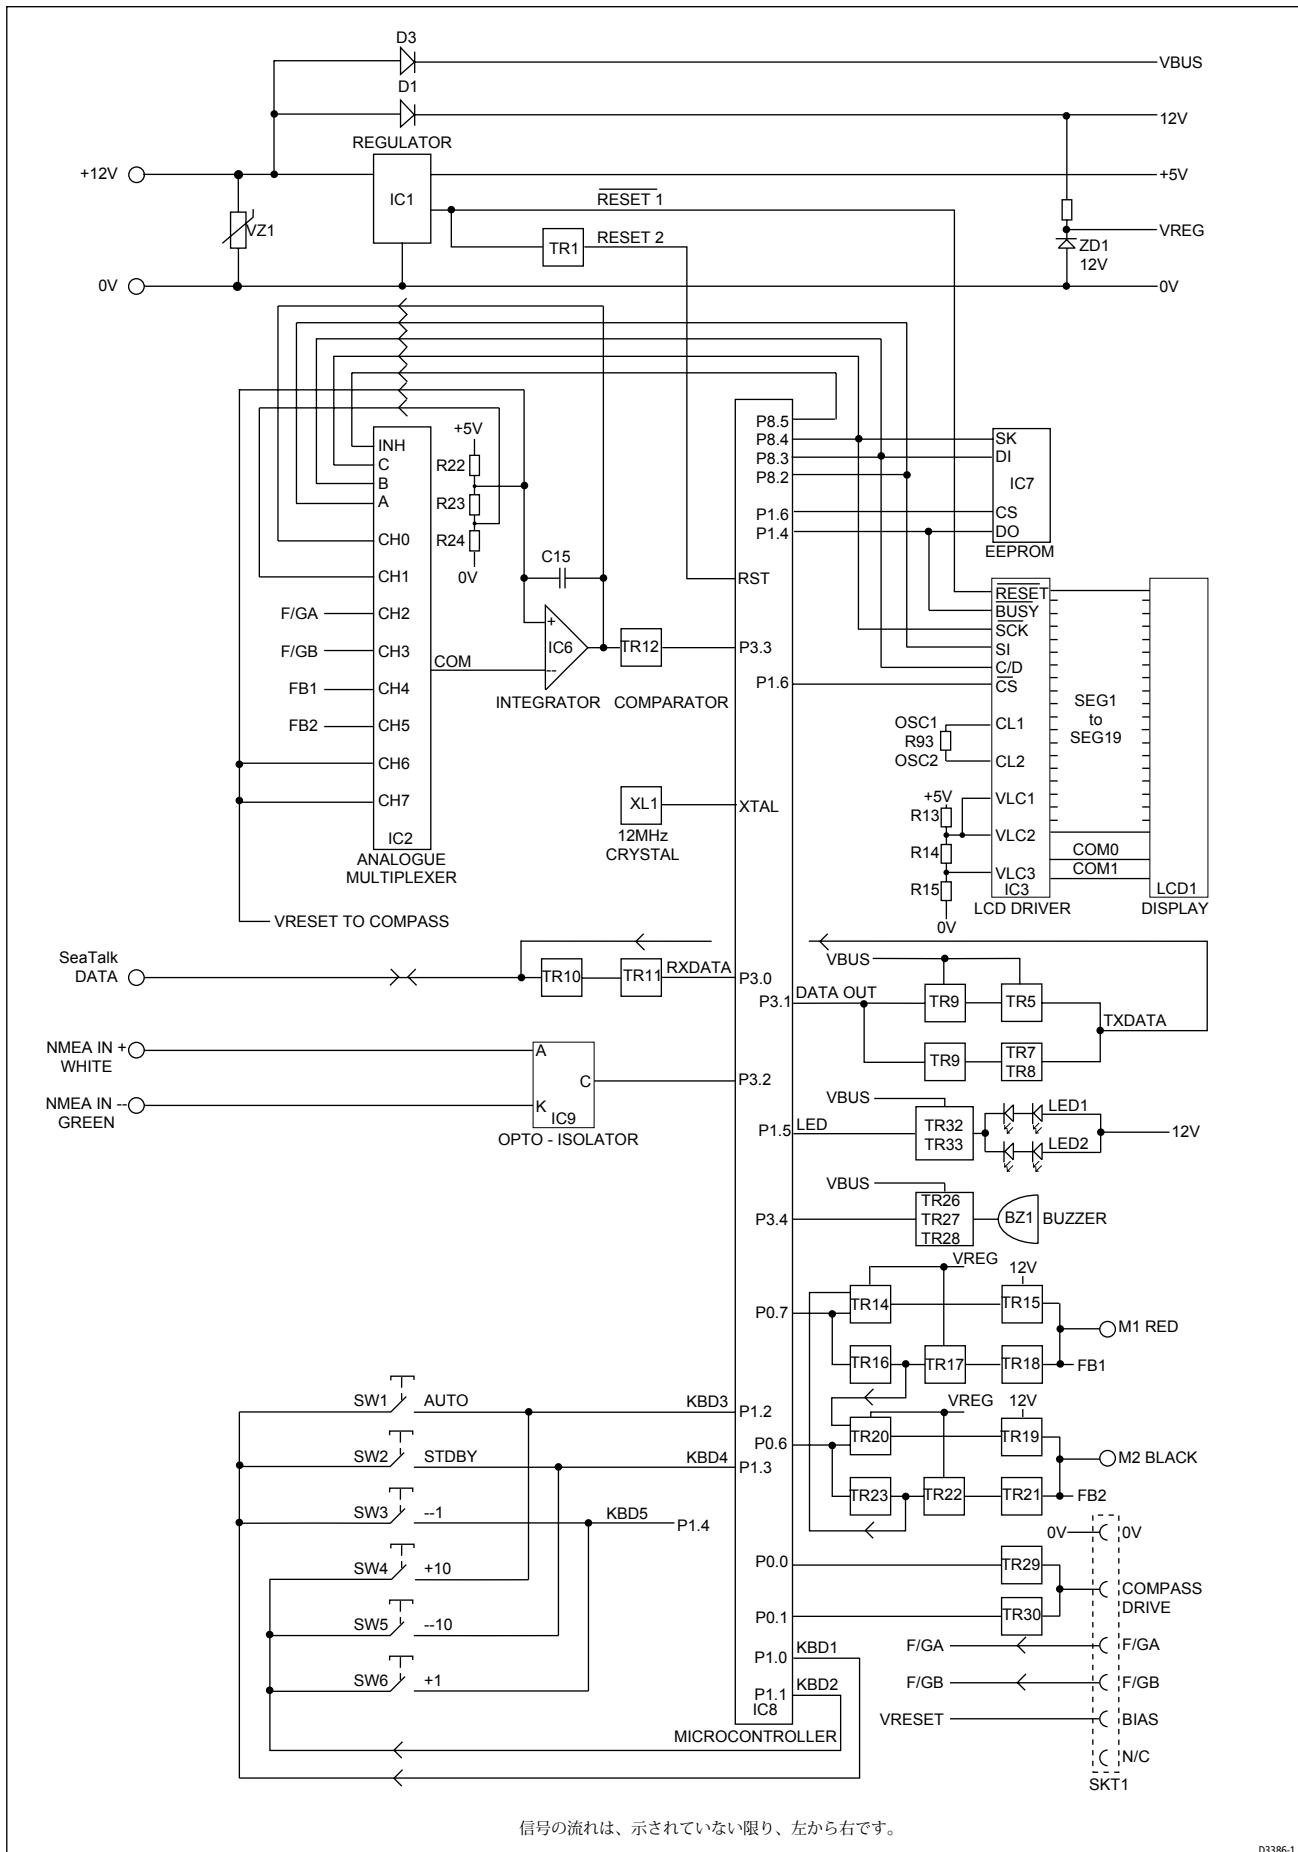 D3
VBUS
D1
12V
REGULATOR
+12V
IC1
+5V
RESET 1
VZ1
TR1
RESET 2
VREG
ZD1
12V
0V
0V
INH
C
B
A
CH0
CH1
F/GA
CH2
F/GB
CH3
FB1
CH4
FB2
CH5
CH6
CH7
IC2
ANALOGUE
MULTIPLEXER
VRESET TO COMPASS
+5V
R22
R23
R24
0V
C15
+
IC6
--
COM
INTEGRATOR
TR12
COMPARATOR
XL1
12MHz
CRYSTAL
P8.5
P8.4
P8.3
P8.2
P1.6
P1.4
RST
P3.3
P1.6
XTAL
SK
DI
IC7
CS
DO
EEPROM
RESET
BUSY
SCK
SI
C/D
CS
OSC1
CL1
R93
OSC2
CL2
+5V
VLC1
R13
VLC2
R14
VLC3
R15
IC3
0V
LCD DRIVER
SEG1
to
SEG19
COM0
COM1
LCD1
DISPLAY
SeaTalk
DATA
TR10
TR11
RXDATA
P3.0
P3.1
DATA OUT
VBUS
TR9
TR5
TXDATA
TR9
TR7
TR8
NMEA IN +
WHITE
NMEA IN --
GREEN
A
C
K
IC9
OPTO - ISOLATOR
P3.2
P1.5
LED
VBUS
TR32
TR33
LED1
LED2
12V
P3.4
VBUS
TR26
TR27
TR28
BZ1
BUZZER
P0.7
VREG
12V
TR14
TR15
M1 RED
TR16
TR17
TR18
FB1
P0.6
VREG
12V
TR20
TR19
M2 BLACK
TR23
TR22
TR21
FB2
SW1
AUTO
KBD3
P1.2
SW2
STDBY
KBD4
P1.3
SW3
--1
KBD5
P1.4
SW4
+10
SW5
--10
SW6
+1
0V
0V
P0.0
TR29
COMPASS
DRIVE
P0.1
TR30
P1.0
KBD1
F/GA
F/GA
P1.1
KBD2
F/GB
F/GB
IC8
MICROCONTROLLER
VRESET
BIAS
N/C
SKT1
信号の流れは、示されていない限り、左から右です。
D3386-1